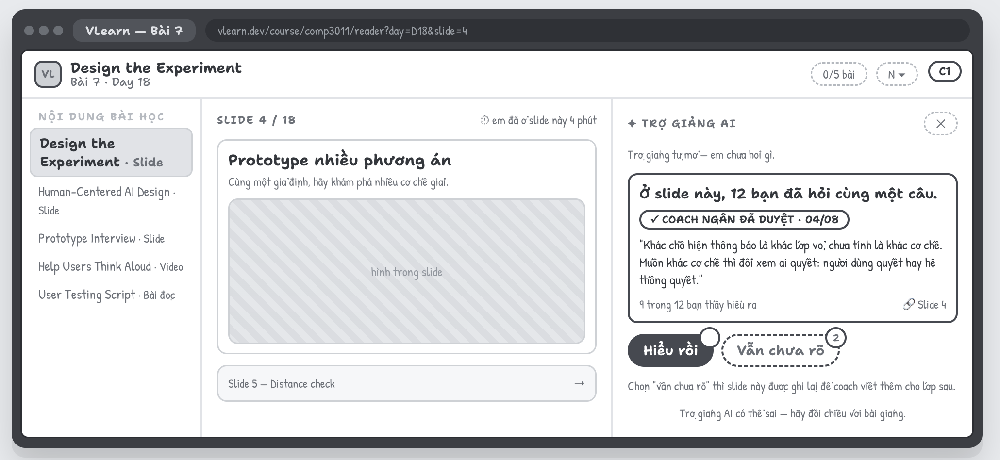 VLearn — Bài 7
vlearn.dev/course/comp3011/reader?day=D18&slide=4
VL
Design the Experiment
Bài 7 · Day 18
0/5 bài
N
C1
NỘI DUNG BÀI HỌC
Design the
Experiment · Slide
Human-Centered AI Design ·
Slide
Prototype Interview · Slide
Help Users Think Aloud · Video
User Testing Script · Bài đọc
SLIDE 4 / 18
⏱ em đã ở slide này 4 phút
Prototype nhiều phương án
Cùng một giả định, hãy khám phá nhiều cơ chế giải.
hình trong slide
Slide 5 — Distance check →
✦ TRỢ GIẢNG AI
Trợ giảng tự mở — em chưa hỏi gì.
Ở slide này, 12 bạn đã hỏi cùng một câu.
✓ COACH NGÂN ĐÃ DUYỆT · 04/08
"Khác chỗ hiện thông báo là khác lớp vỏ, chưa tính là khác cơ chế.
Muốn khác cơ chế thì đổi xem ai quyết: người dùng quyết hay hệ
thống quyết."
9 trong 12 bạn thấy hiểu ra
🔗 Slide 4
Hiểu rồi
Vẫn chưa rõ
2
Chọn "vẫn chưa rõ" thì slide này được ghi lại để coach viết thêm cho lớp sau.
Trợ giảng AI có thể sai — hãy đối chiếu với bài giảng.